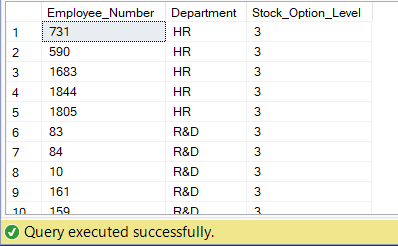 Employee_Number Department Stock_Option_Level
1 731 HR 3
2 590 HR 3
3 1683 HR 3
4 1844 HR 3
5 1805 HR 3
6 83 R&D 3
7 84 R&D 3
8 10 R&D 3
9 161 R&D 3
10 159 R&D 3
Query executed successfully.